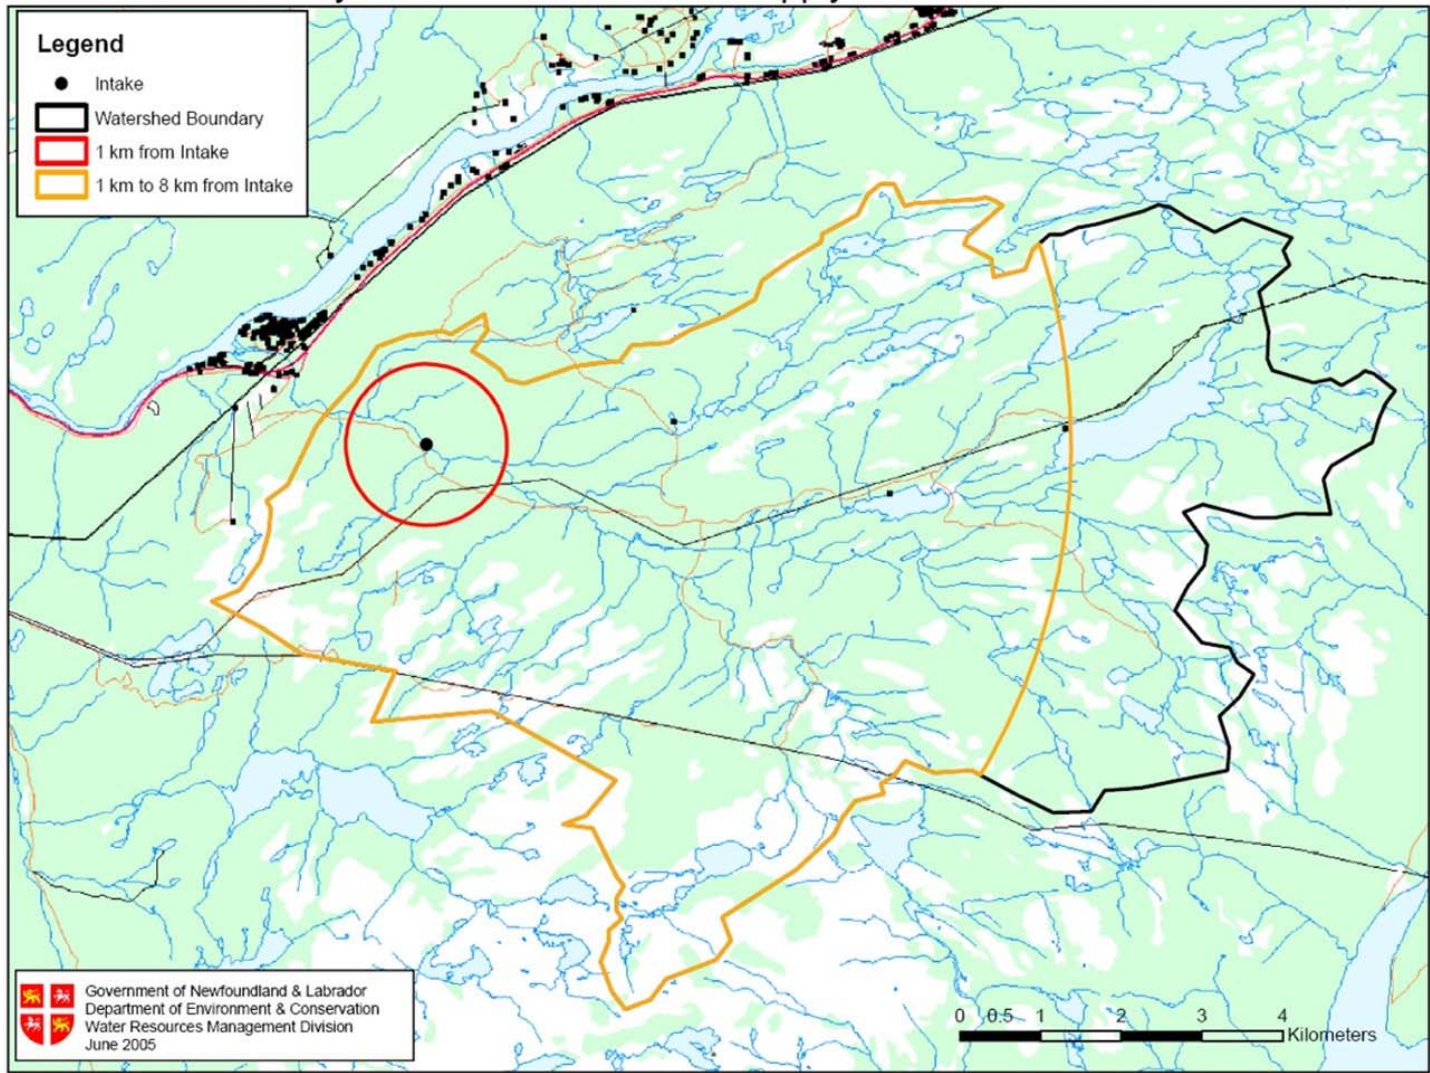 Legend
Intake
Watershed Boundary
1 km from Intake
1 km to 8 km from Intake
Government of Newfoundland & Labrador
Department of Environment & Conservation
Water Resources Management Division
June 2005
0 0.5 1 2 3 4
Kilometers